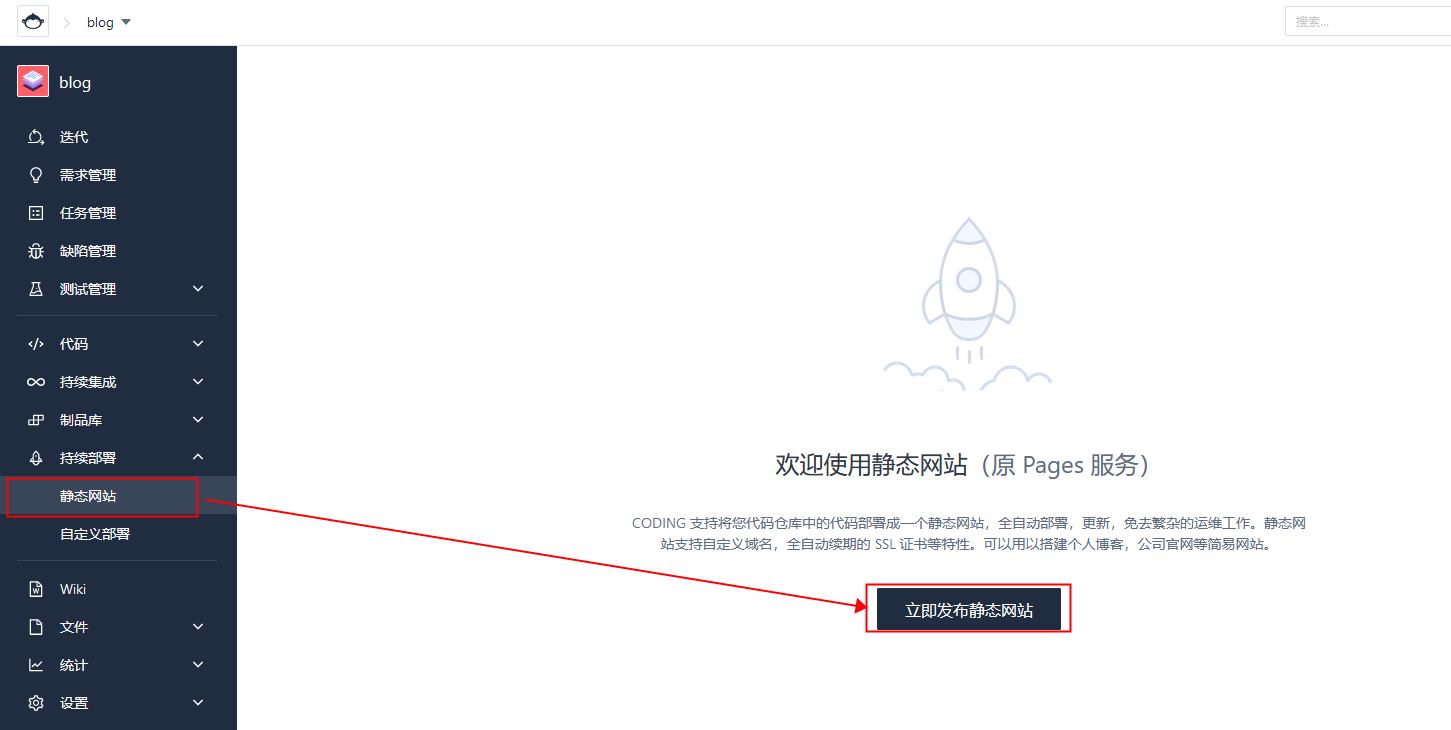 blog
搜索...
blog
迭代
需求管理
任务管理
缺陷管理
测试管理
代码
持续集成
制品库
持续部署
静态网站
自定义部署
Wiki
文件
统计
设置
欢迎使用静态网站（原 Pages 服务）
CODING 支持将您代码仓库中的代码部署成一个静态网站，全自动部署，更新，免去繁杂的运维工作。静态网
站支持自定义域名，全自动续期的 SSL 证书等特性。可以用以搭建个人博客，公司官网等简易网站。
立即发布静态网站